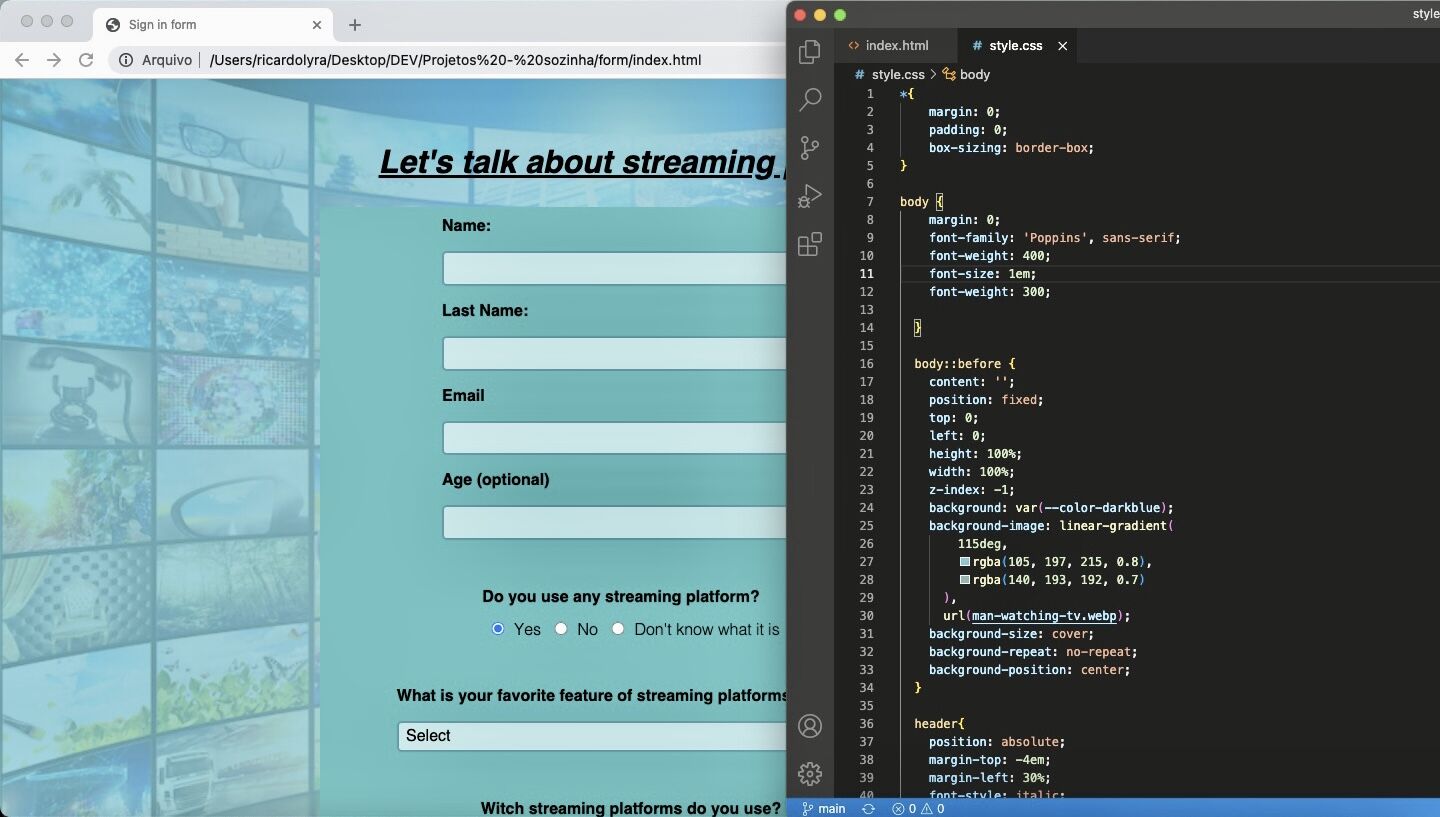 Sign in form
Arquivo
/Users/ricardolyra/Desktop/DEV/Projetos%20-%20sozinha/form/index.html
Let's talk about streaming
Name:
Last Name:
Email
Age (optional)
Do you use any streaming platform?
Yes
No
Don't know what it is
What is your favorite feature of streaming platforms
Select
Witch streaming platforms do you use?
style
<> index.html
# style.css
# style.css > body
1 *{
2 margin: 0;
3 padding: 0;
4 box-sizing: border-box;
5 }
6
7 body {
8 margin: 0;
9 font-family: 'Poppins', sans-serif;
10 font-weight: 400;
11 font-size: 1em;
12 font-weight: 300;
13
14 }
15
16 body::before {
17 content: '';
18 position: fixed;
19 top: 0;
20 left: 0;
21 height: 100%;
22 width: 100%;
23 z-index: -1;
24 background: var(--color-darkblue);
25 background-image: linear-gradient(
26 115deg,
27 rgba(105, 197, 215, 0.8),
28 rgba(140, 193, 192, 0.7)
29 ),
30 url(man-watching-tv.webp);
31 background-size: cover;
32 background-repeat: no-repeat;
33 background-position: center;
34 }
35
36 header{
37 position: absolute;
38 margin-top: -4em;
39 margin-left: 30%;
40 font-style: italic;
main
0
0